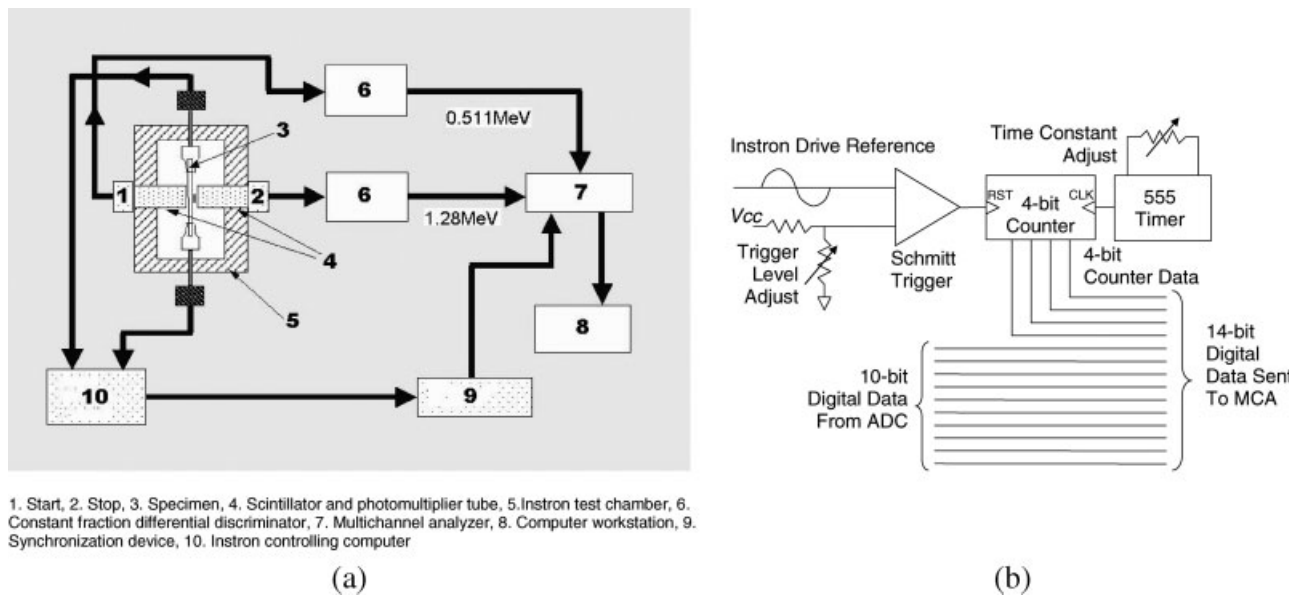 6
0.511MeV
3
1
2
6
7
1.28MeV
4
5
8
10
9
1. Start, 2. Stop, 3. Specimen, 4. Scintillator and photomultiplier tube, 5.Instron test chamber, 6.
Constant fraction differential discriminator, 7. Multichannel analyzer, 8. Computer workstation, 9.
Synchronization device, 10. Instron controlling computer
(a)
Time Constant
Adjust
Instron Drive Reference
RST
CLK
4-bit
Counter
555
Timer
Vcc
Trigger
Level
Adjust
Schmitt
Trigger
4-bit
Counter Data
14-bit
Digital
Data Sent
To MCA
10-bit
Digital Data
From ADC
(b)